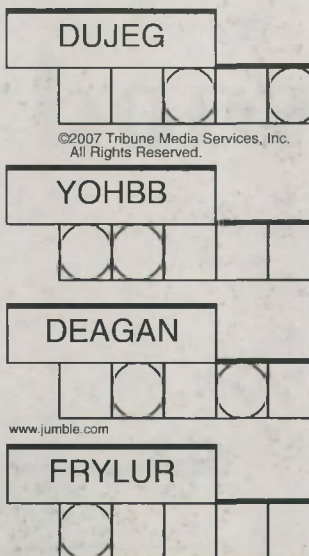 DUJEG
©2007 Tribune Media Services, Inc.
All Rights Reserved.
YOHBB
DEAGAN
www.jumble.com
FRYLUR